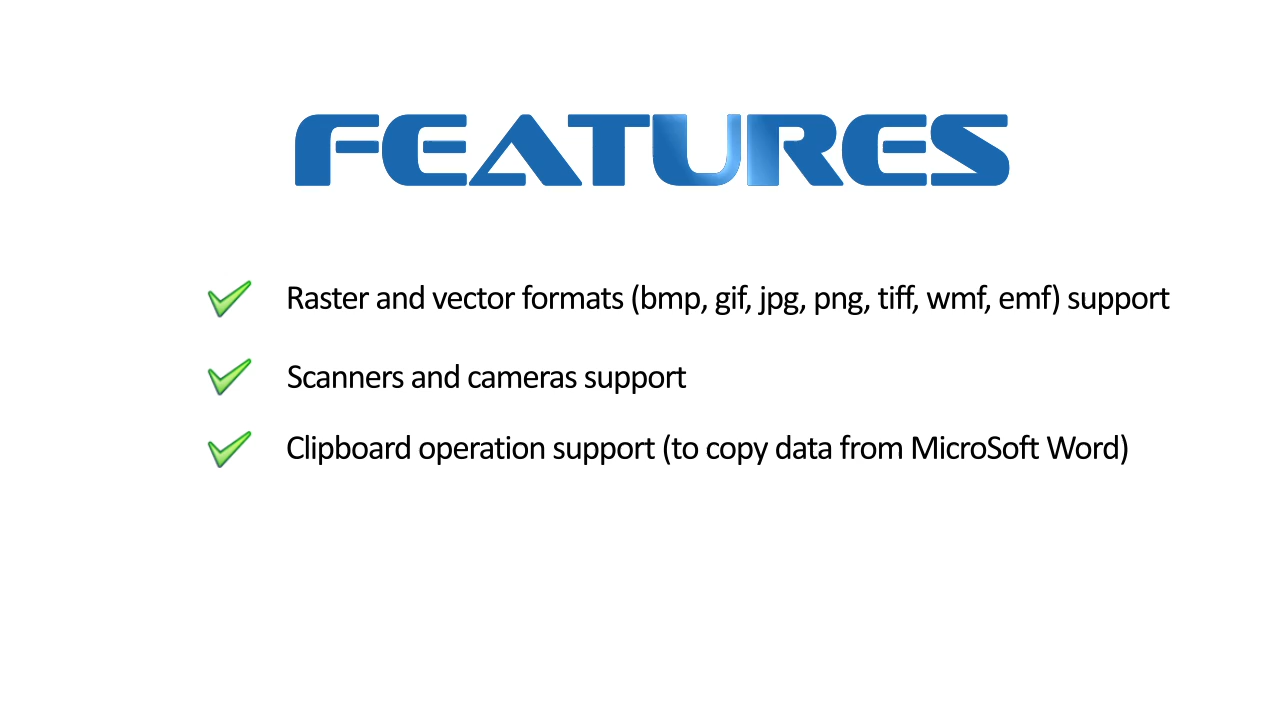 FEATURES
Raster and vector formats (bmp, gif, jpg, png, tiff, wmf, emf) support
Scanners and cameras support
Clipboard operation support (to copy data from MicroSoft Word)